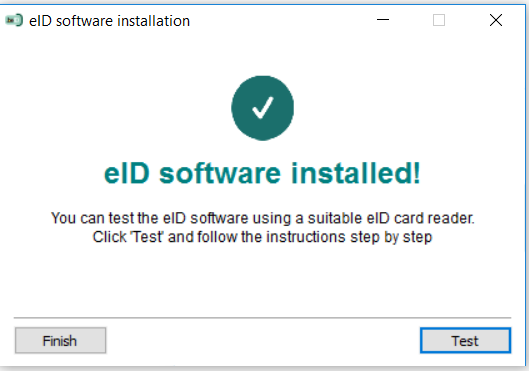 eID software installation
eID software installed!
You can test the eID software using a suitable eID card reader.
Click 'Test' and follow the instructions step by step
Finish
Test